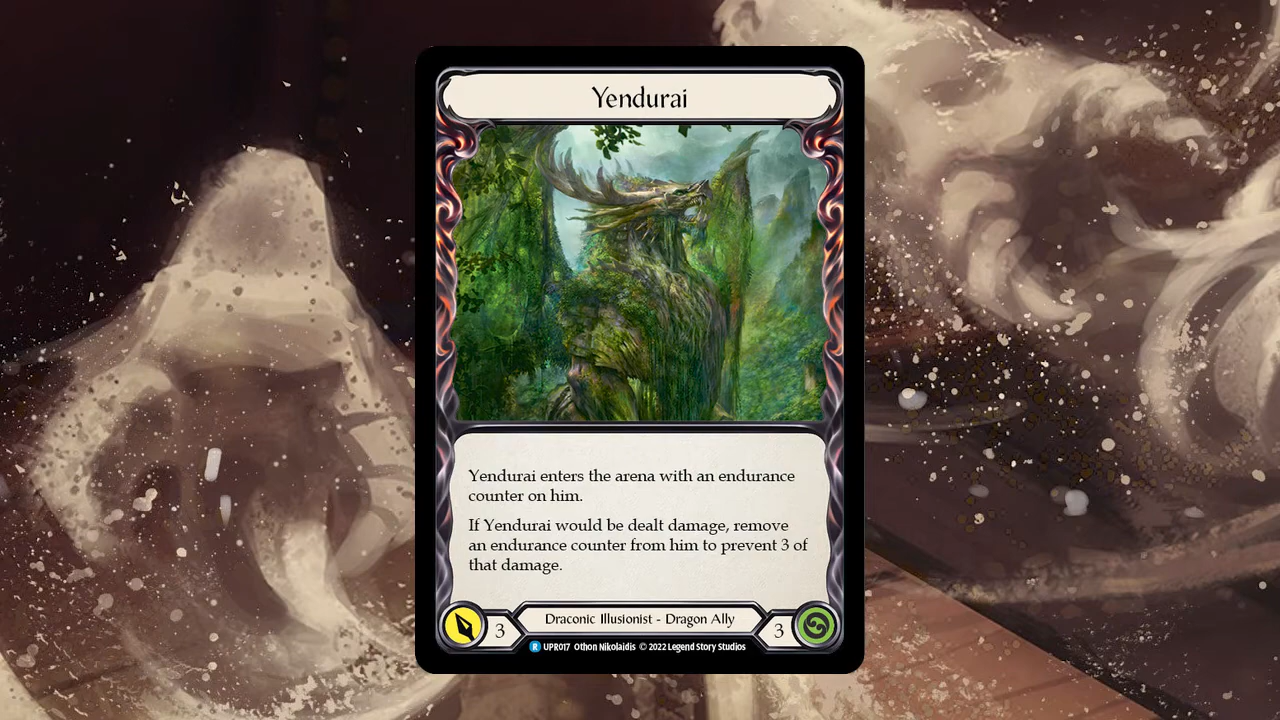 Yendurai
Yendurai enters the arena with an endurance
counter on him.
If Yendurai would be dealt damage, remove
an endurance counter from him to prevent 3 of
that damage.
3
Draconic Illusionist - Dragon Ally
3
R UPR017 Othon Nikolaidis © 2022 Legend Story Studios